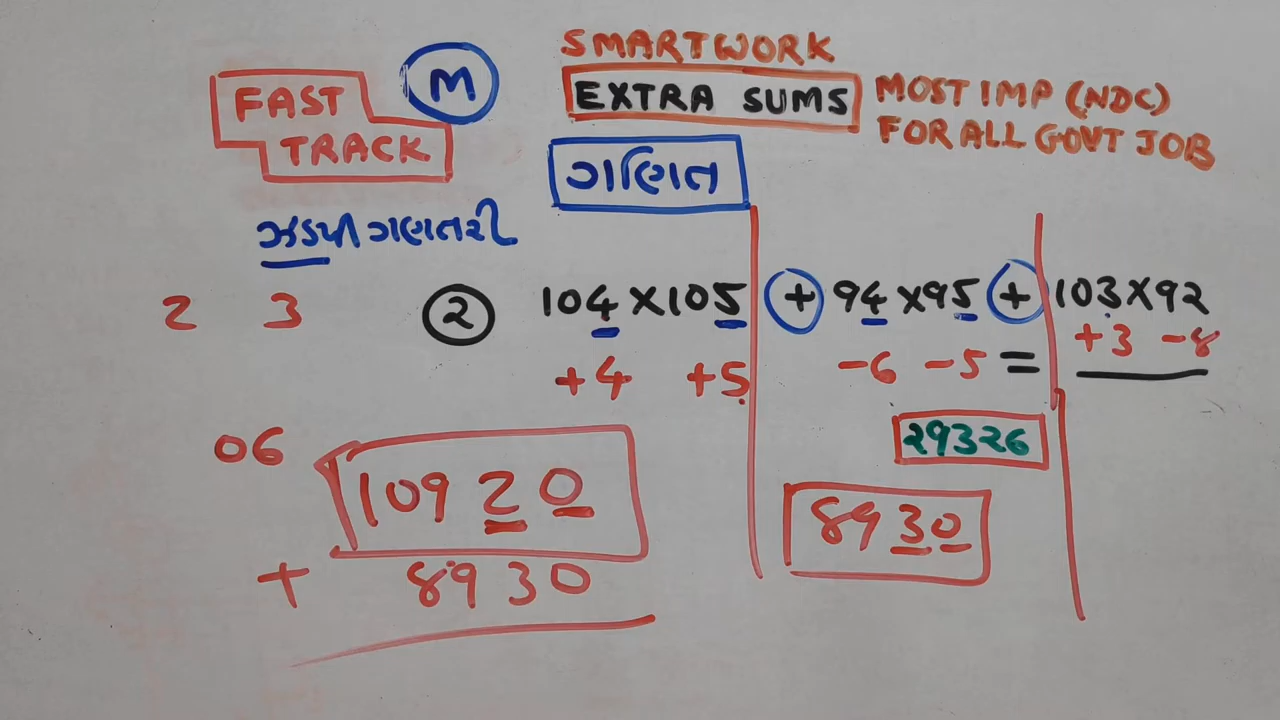 FAST
TRACK
M
SMARTWORK
EXTRA SUMS
MOST IMP (NDC)
FOR ALL GOVT JOB
ગણિત
ઝડપી ગણતરી
2 3
② 104 X 105 + 94 X 95 + 103 X 92
+4 +5 -6 -5 = +3 -8
29326
06
10920
8930
+ 8930